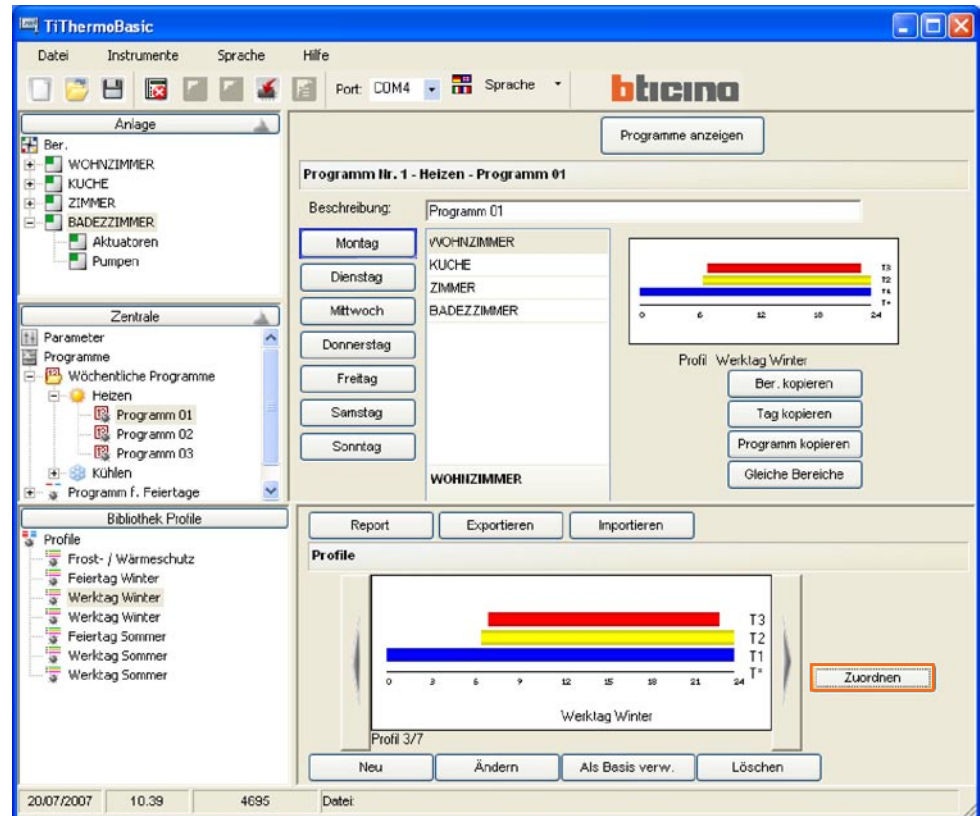 TiThermoBasic
Datei Instrumente Sprache Hilfe
Port: COM4 Sprache bticino
Anlage
Ber.
WOHNZIMMER
KUCHE
ZIMMER
BADEZZIMMER
Aktuatoren
Pumpen
Zentrale
Parameter
Programme
Wöchentliche Programme
Heizen
Programm 01
Programm 02
Programm 03
Kühlen
Programm f. Feiertage
Bibliothek Profile
Profile
Frost- / Wärmeschutz
Feiertag Winter
Werktag Winter
Werktag Winter
Feiertag Sommer
Werktag Sommer
Werktag Sommer
Programme anzeigen
Programm Nr. 1 - Heizen - Programm 01
Beschreibung: Programm 01
Montag
Dienstag
Mittwoch
Donnerstag
Freitag
Samstag
Sonntag
WOHNZIMMER
KUCHE
ZIMMER
BADEZZIMMER
WOHNZIMMER
T3
T2
T1
T*
0 6 12 18 24
Profil Werktag Winter
Ber. kopieren
Tag kopieren
Programm kopieren
Gleiche Bereiche
Report Exportieren Importieren
Profile
T3
T2
T1
T*
0 3 6 9 12 15 18 21 24
Werktag Winter
Profil 3/7
Zuordnen
Neu Ändern Als Basis verw. Löschen
20/07/2007 10.39 4695 Datei: